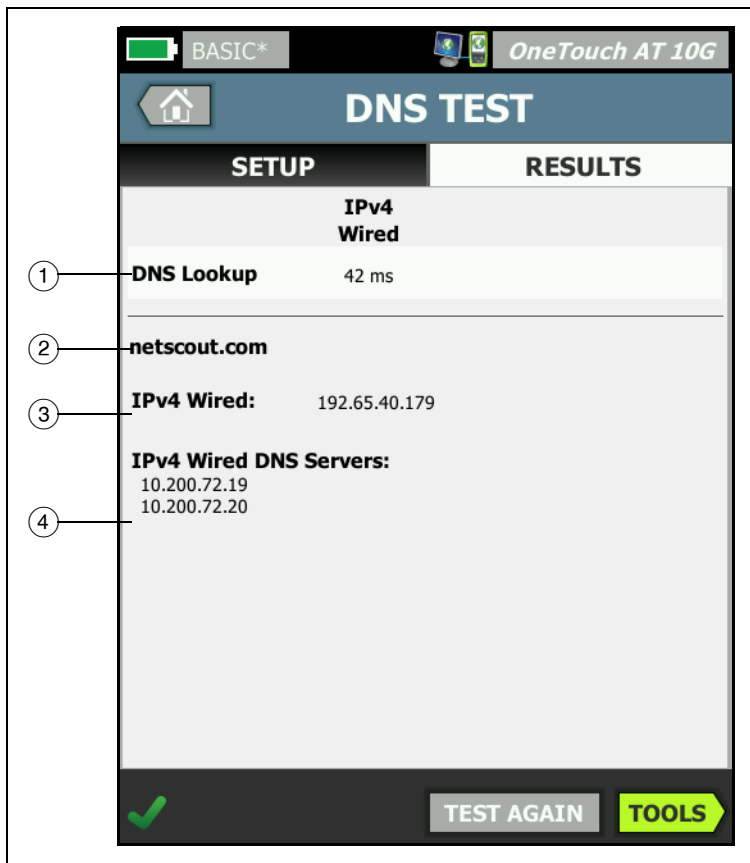 BASIC*
OneTouch AT 10G
DNS TEST
SETUP
RESULTS
IPv4
Wired
1
DNS Lookup 42 ms
2
netscout.com
3
IPv4 Wired: 192.65.40.179
IPv4 Wired DNS Servers:
10.200.72.19
10.200.72.20
4
TEST AGAIN
TOOLS